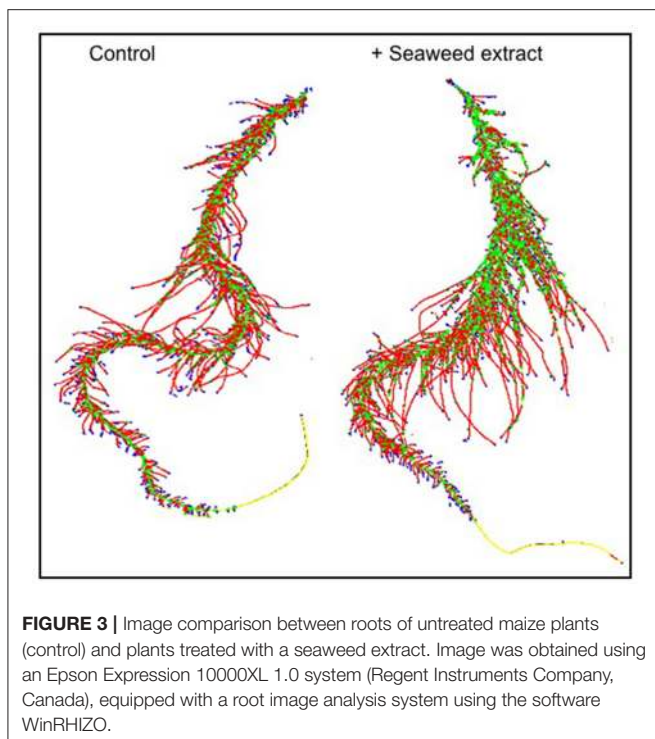 Control
+ Seaweed extract
FIGURE 3 | Image comparison between roots of untreated maize plants
(control) and plants treated with a seaweed extract. Image was obtained using
an Epson Expression 10000XL 1.0 system (Regent Instruments Company,
Canada), equipped with a root image analysis system using the software
WinRHIZO.